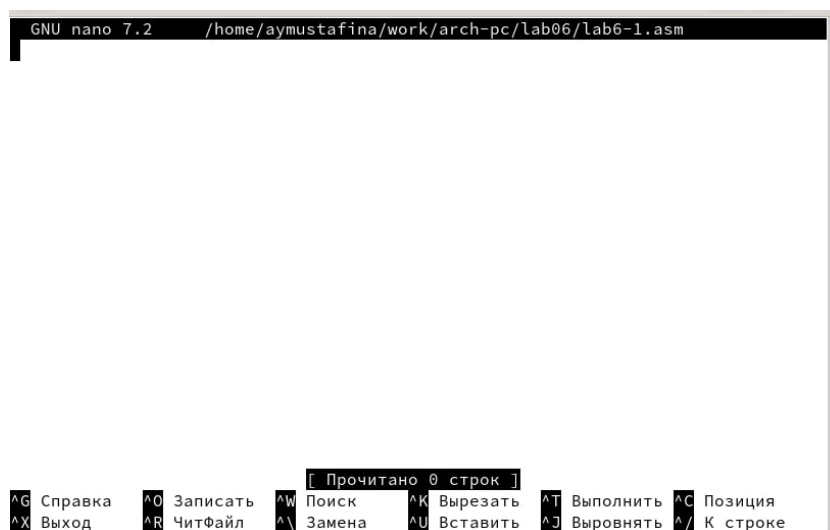 GNU nano 7.2 /home/aymustafina/work/arch-pc/lab06/lab6-1.asm
[ Прочитано 0 строк ]
^G Справка ^O Записать ^W Поиск ^K Вырезать ^T Выполнить ^C Позиция
^X Выход ^R ЧитФайл ^\ Замена ^U Вставить ^J Выровнять ^/ К строке